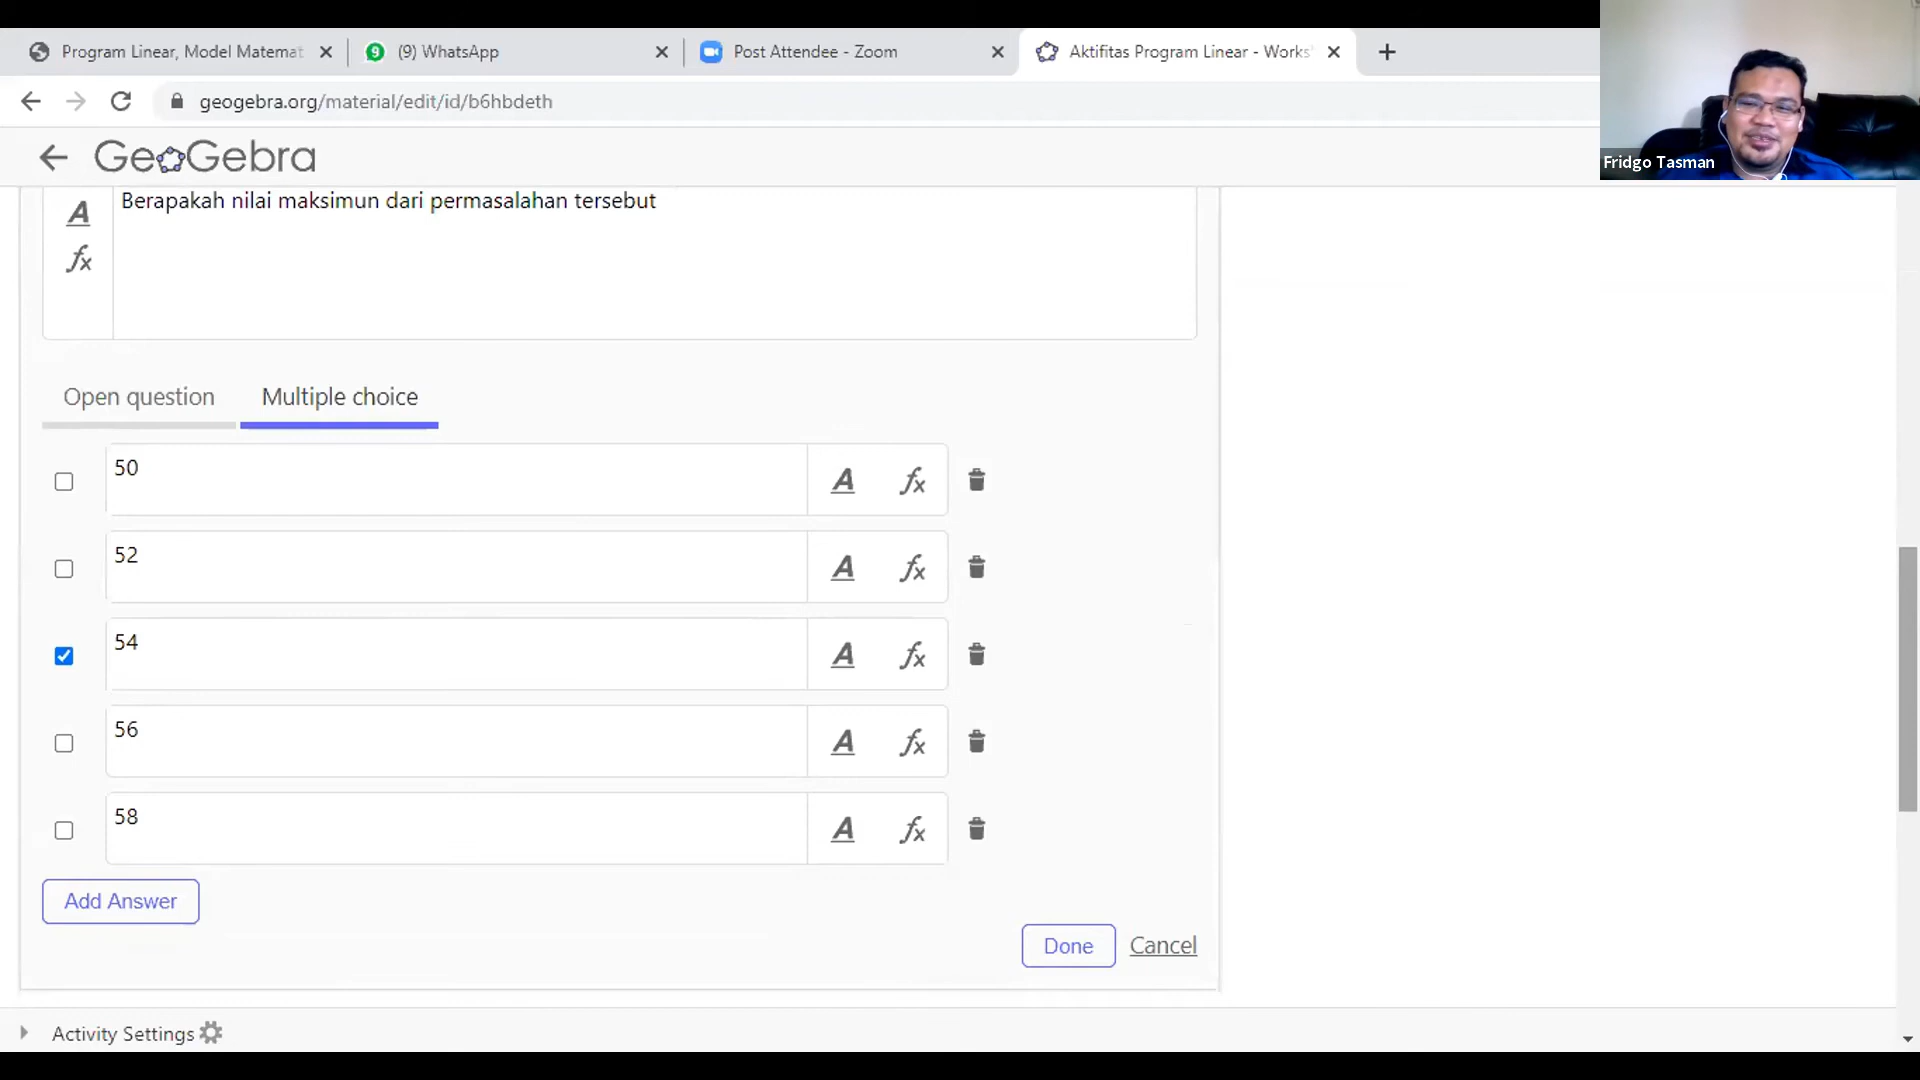 Program Linear, Model Matemat
(9) WhatsApp
Post Attendee - Zoom
Aktifitas Program Linear - Works
geogebra.org/material/edit/id/b6hbdeth
Fridgo Tasman
GeoGebra
Berapakah nilai maksimun dari permasalahan tersebut
Open question
Multiple choice
50
52
54
56
58
Add Answer
Done
Cancel
Activity Settings